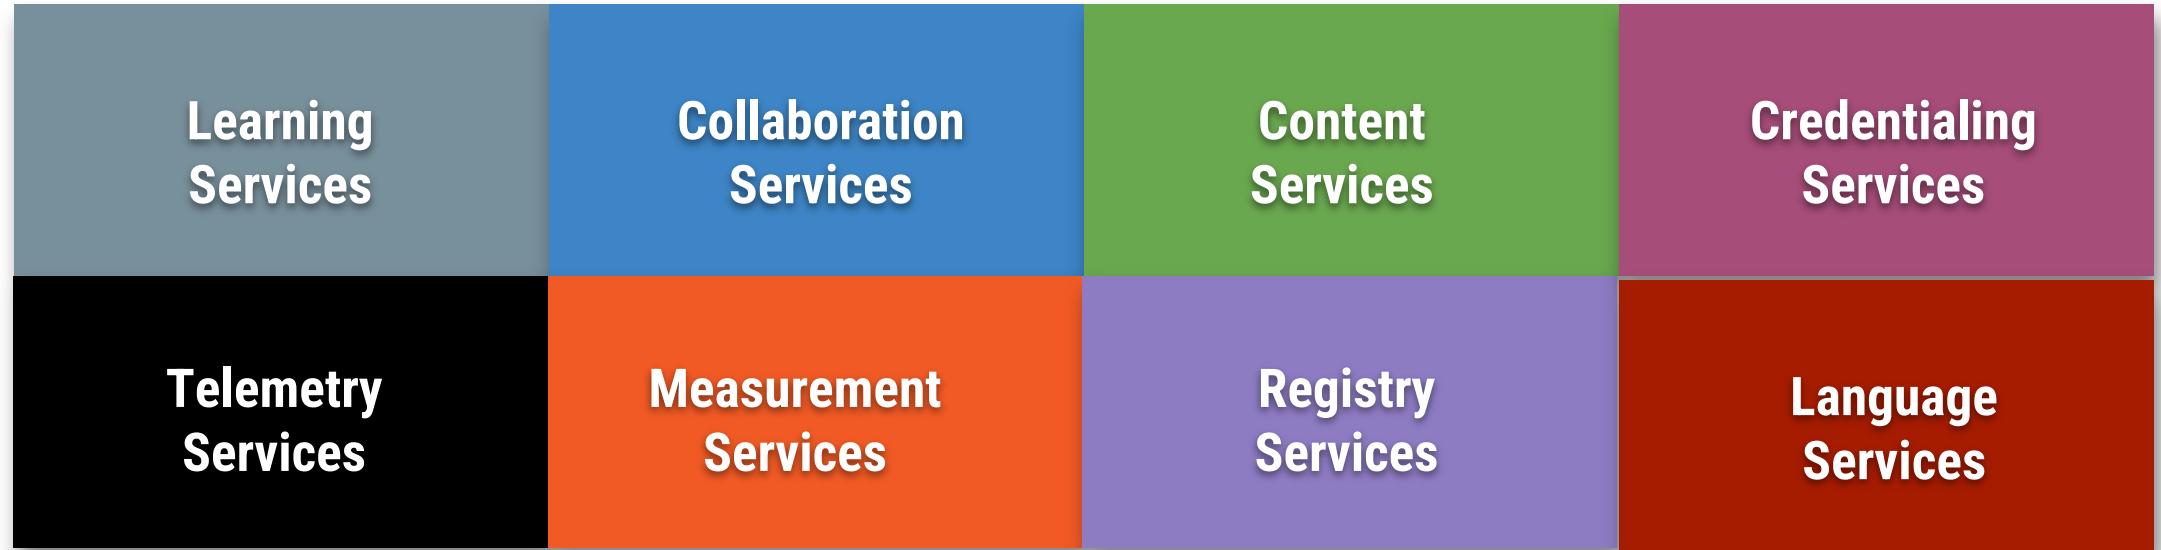 Learning
Services
Collaboration
Services
Content
Services
Credentialing
Services
Telemetry
Services
Measurement
Services
Registry
Services
Language
Services